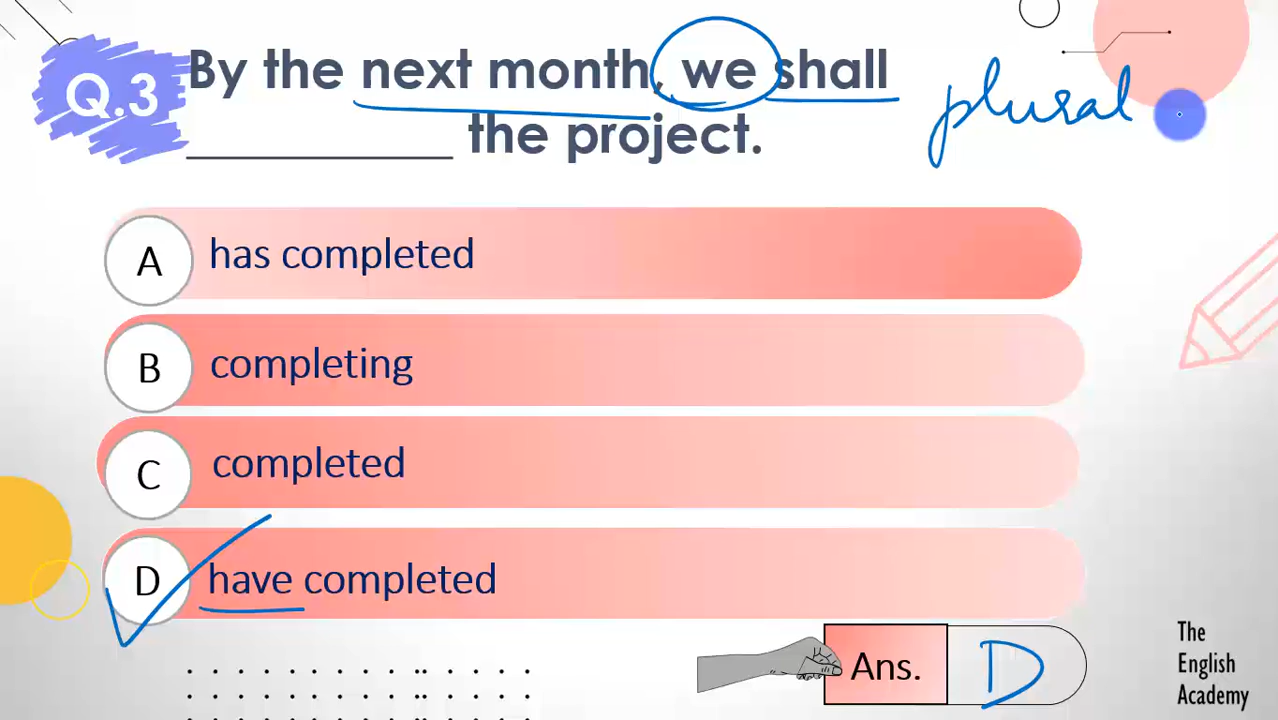 Q.3
By the next month, we shall
__________ the project.
plural
A
has completed
B
completing
C
completed
D
have completed
Ans.
D
The
English
Academy